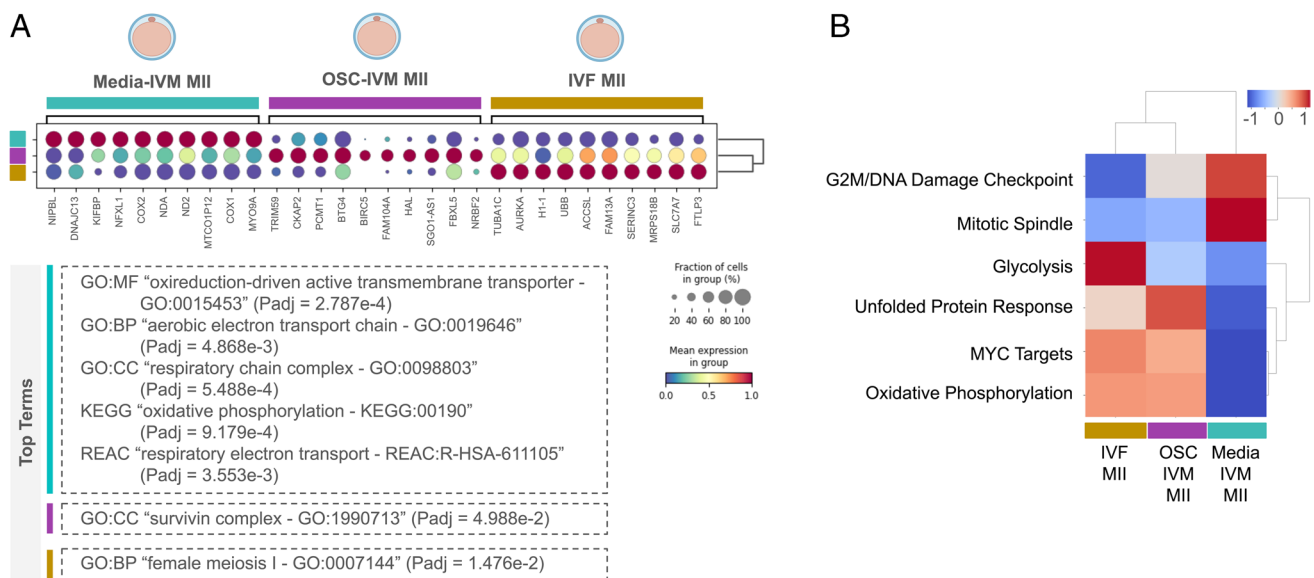 A
Media-IVM MII
OSC-IVM MII
IVF MII
NIPBL
DNAJC13
KIFBP
NFXL1
COX2
NDA
ND2
MTCO1P12
COX1
MYO9A
TRIM59
CKAP2
PCMT1
BTG4
BIRC5
FAM104A
HAL
SGO1-AS1
FBXL5
NRBF2
TUBA1C
AURKA
H1-1
UBB
ACCSL
FAM13A
SERINC3
MRPS18B
SLC7A7
FTLP3
Top Terms
GO:MF “oxireduction-driven active transmembrane transporter -
GO:0015453” (Padj = 2.787e-4)
GO:BP “aerobic electron transport chain - GO:0019646”
(Padj = 4.868e-3)
GO:CC “respiratory chain complex - GO:0098803”
(Padj = 5.488e-4)
KEGG “oxidative phosphorylation - KEGG:00190”
(Padj = 9.179e-4)
REAC “respiratory electron transport - REAC:R-HSA-611105”
(Padj = 3.553e-3)
GO:CC “survivin complex - GO:1990713” (Padj = 4.988e-2)
GO:BP “female meiosis I - GO:0007144” (Padj = 1.476e-2)
Fraction of cells
in group (%)
20 40 60 80 100
Mean expression
in group
0.0 0.5 1.0
B
-1 0 1
G2M/DNA Damage Checkpoint
Mitotic Spindle
Glycolysis
Unfolded Protein Response
MYC Targets
Oxidative Phosphorylation
IVF
MII
OSC
IVM
MII
Media
IVM
MII